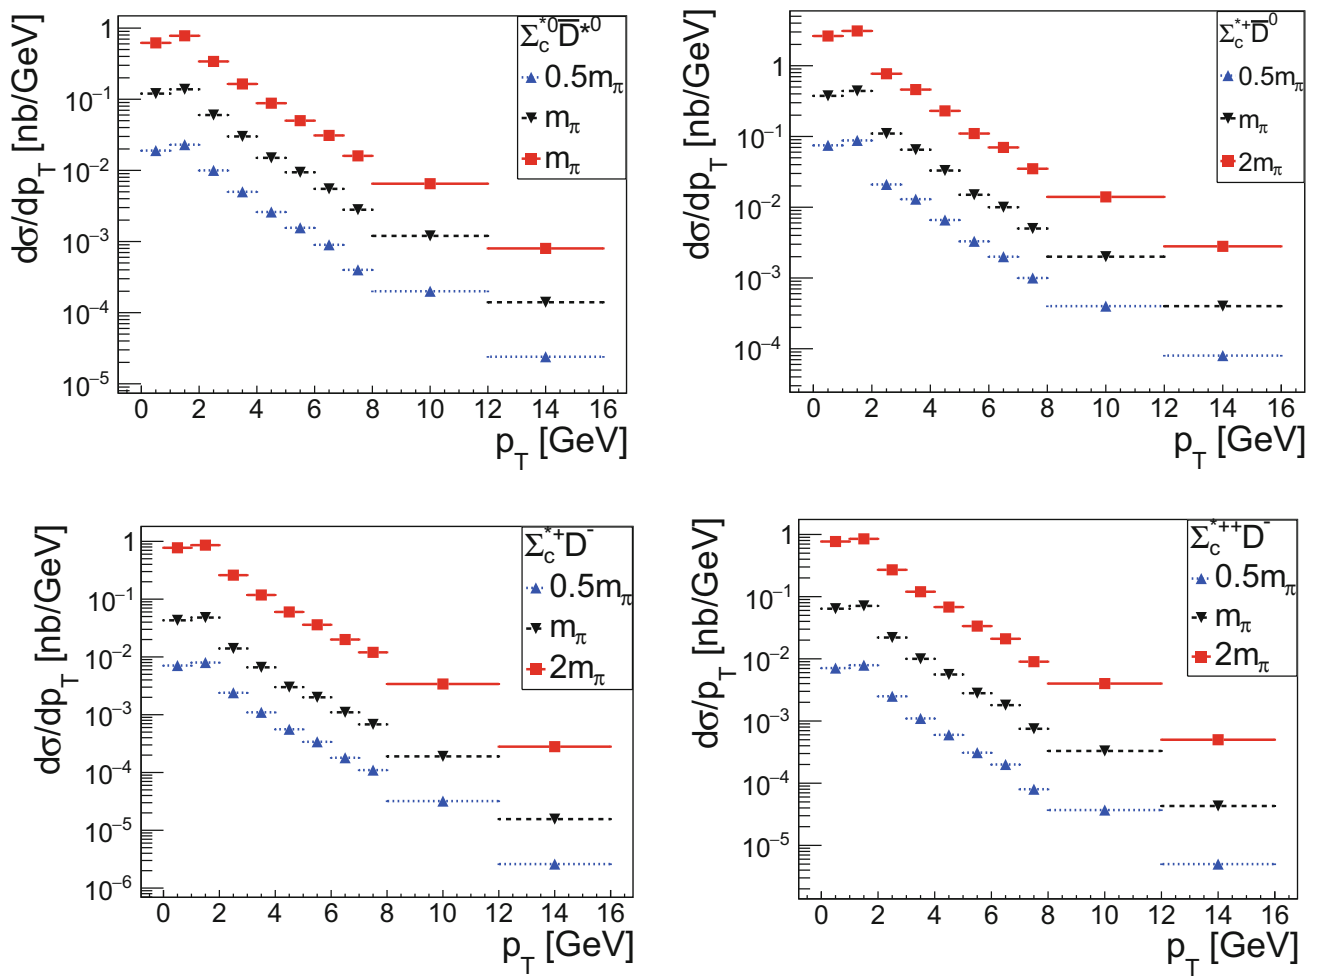 dσ/dp_T [nb/GeV]
1
10⁻¹
10⁻²
10⁻³
10⁻⁴
10⁻⁵
Σ_c^{*0} D̅*⁰
0.5m_π
m_π
m_π
0 2 4 6 8 10 12 14 16
p_T [GeV]
dσ/dp_T [nb/GeV]
1
10⁻¹
10⁻²
10⁻³
10⁻⁴
Σ_c^{*+} D̅⁰
0.5m_π
m_π
2m_π
0 2 4 6 8 10 12 14 16
p_T [GeV]
dσ/dp_T [nb/GeV]
1
10⁻¹
10⁻²
10⁻³
10⁻⁴
10⁻⁵
10⁻⁶
Σ_c^{*+} D⁻
0.5m_π
m_π
2m_π
0 2 4 6 8 10 12 14 16
p_T [GeV]
dσ/p_T [nb/GeV]
1
10⁻¹
10⁻²
10⁻³
10⁻⁴
10⁻⁵
Σ_c^{*++} D⁻
0.5m_π
m_π
2m_π
0 2 4 6 8 10 12 14 16
p_T [GeV]